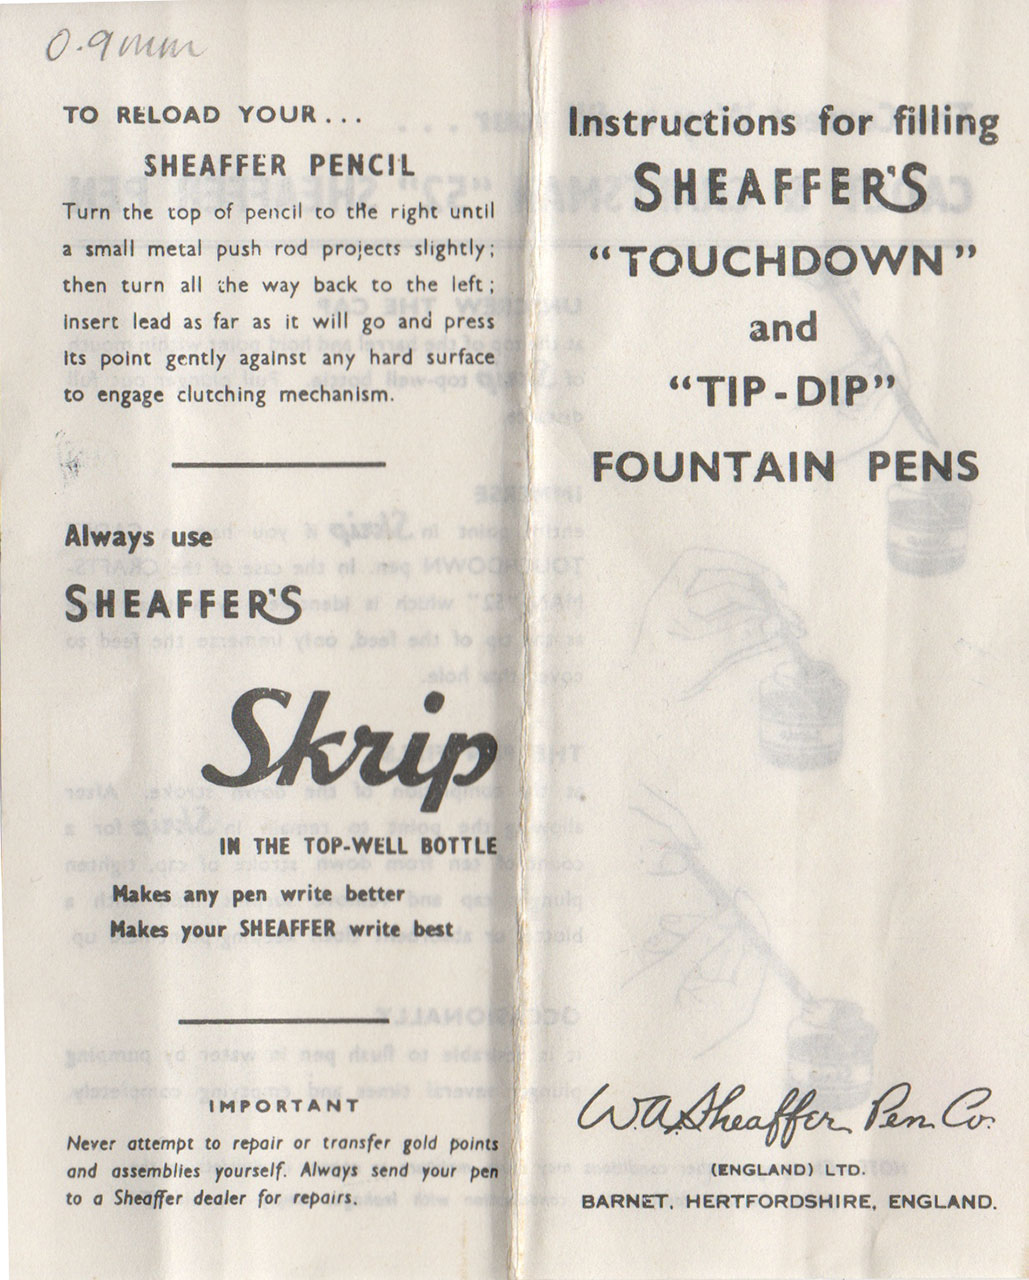 0.9mm
TO RELOAD YOUR...
SHEAFFER PENCIL
Turn the top of pencil to the right until
a small metal push rod projects slightly;
then turn all the way back to the left;
insert lead as far as it will go and press
its point gently against any hard surface
to engage clutching mechanism.
Always use
SHEAFFER'S
Skrip
IN THE TOP-WELL BOTTLE
Makes any pen write better
Makes your SHEAFFER write best
IMPORTANT
Never attempt to repair or transfer gold points
and assemblies yourself. Always send your pen
to a Sheaffer dealer for repairs.
Instructions for filling
SHEAFFER'S
"TOUCHDOWN"
and
"TIP-DIP"
FOUNTAIN PENS
W.A. Sheaffer Pen Co.
(ENGLAND) LTD.
BARNET, HERTFORDSHIRE, ENGLAND.